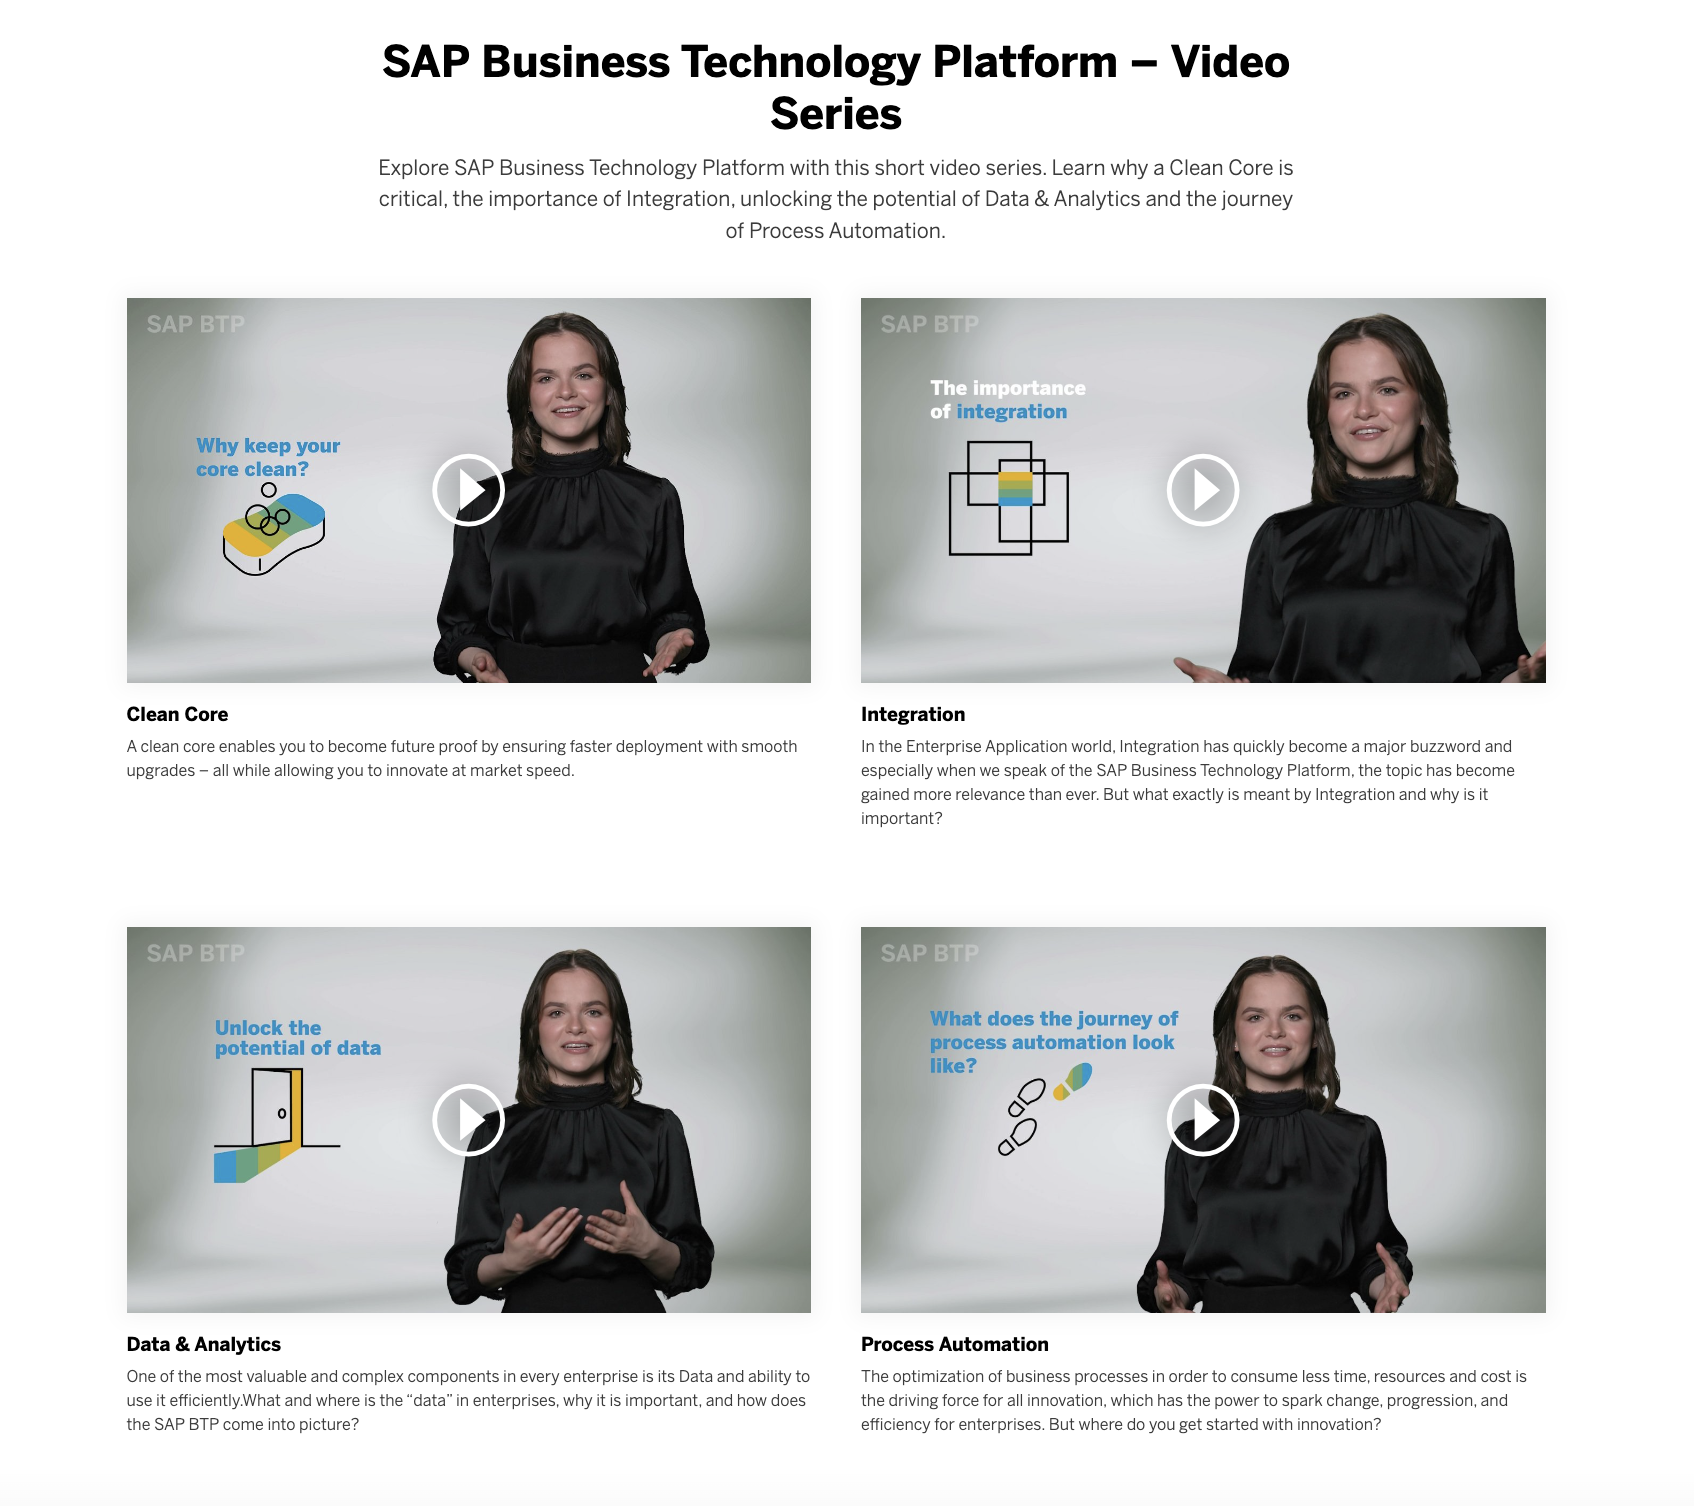 SAP Business Technology Platform – Video
Series
Explore SAP Business Technology Platform with this short video series. Learn why a Clean Core is
critical, the importance of Integration, unlocking the potential of Data & Analytics and the journey
of Process Automation.
SAP BTP
Why keep your
core clean?
SAP BTP
The importance
of integration
Clean Core
A clean core enables you to become future proof by ensuring faster deployment with smooth
upgrades – all while allowing you to innovate at market speed.
Integration
In the Enterprise Application world, Integration has quickly become a major buzzword and
especially when we speak of the SAP Business Technology Platform, the topic has become
gained more relevance than ever. But what exactly is meant by Integration and why is it
important?
SAP BTP
Unlock the
potential of data
SAP BTP
What does the journey of
process automation look
like?
Data & Analytics
One of the most valuable and complex components in every enterprise is its Data and ability to
use it efficiently.What and where is the “data” in enterprises, why it is important, and how does
the SAP BTP come into picture?
Process Automation
The optimization of business processes in order to consume less time, resources and cost is
the driving force for all innovation, which has the power to spark change, progression, and
efficiency for enterprises. But where do you get started with innovation?